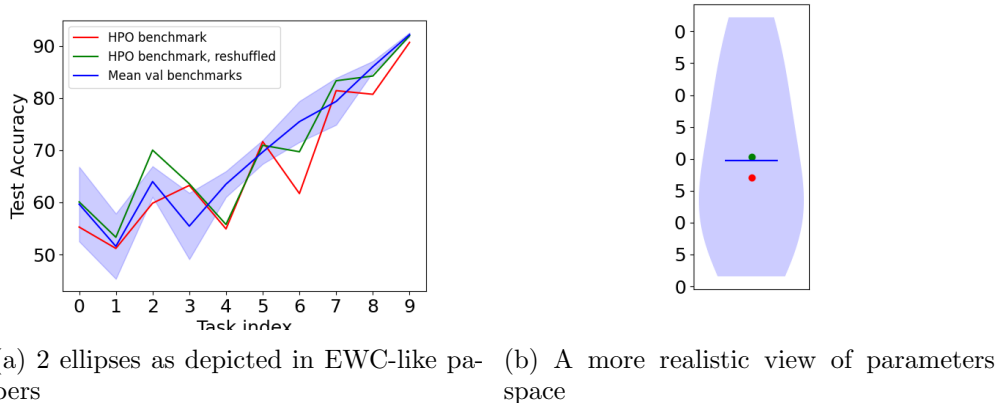 HPO benchmark
HPO benchmark, reshuffled
Mean val benchmarks
Test Accuracy
90
80
70
60
50
0 1 2 3 4 5 6 7 8 9
Task index
0
5
0
5
0
5
0
5
0
a) 2 ellipses as depicted in EWC-like pa-
pers
(b) A more realistic view of parameters
space